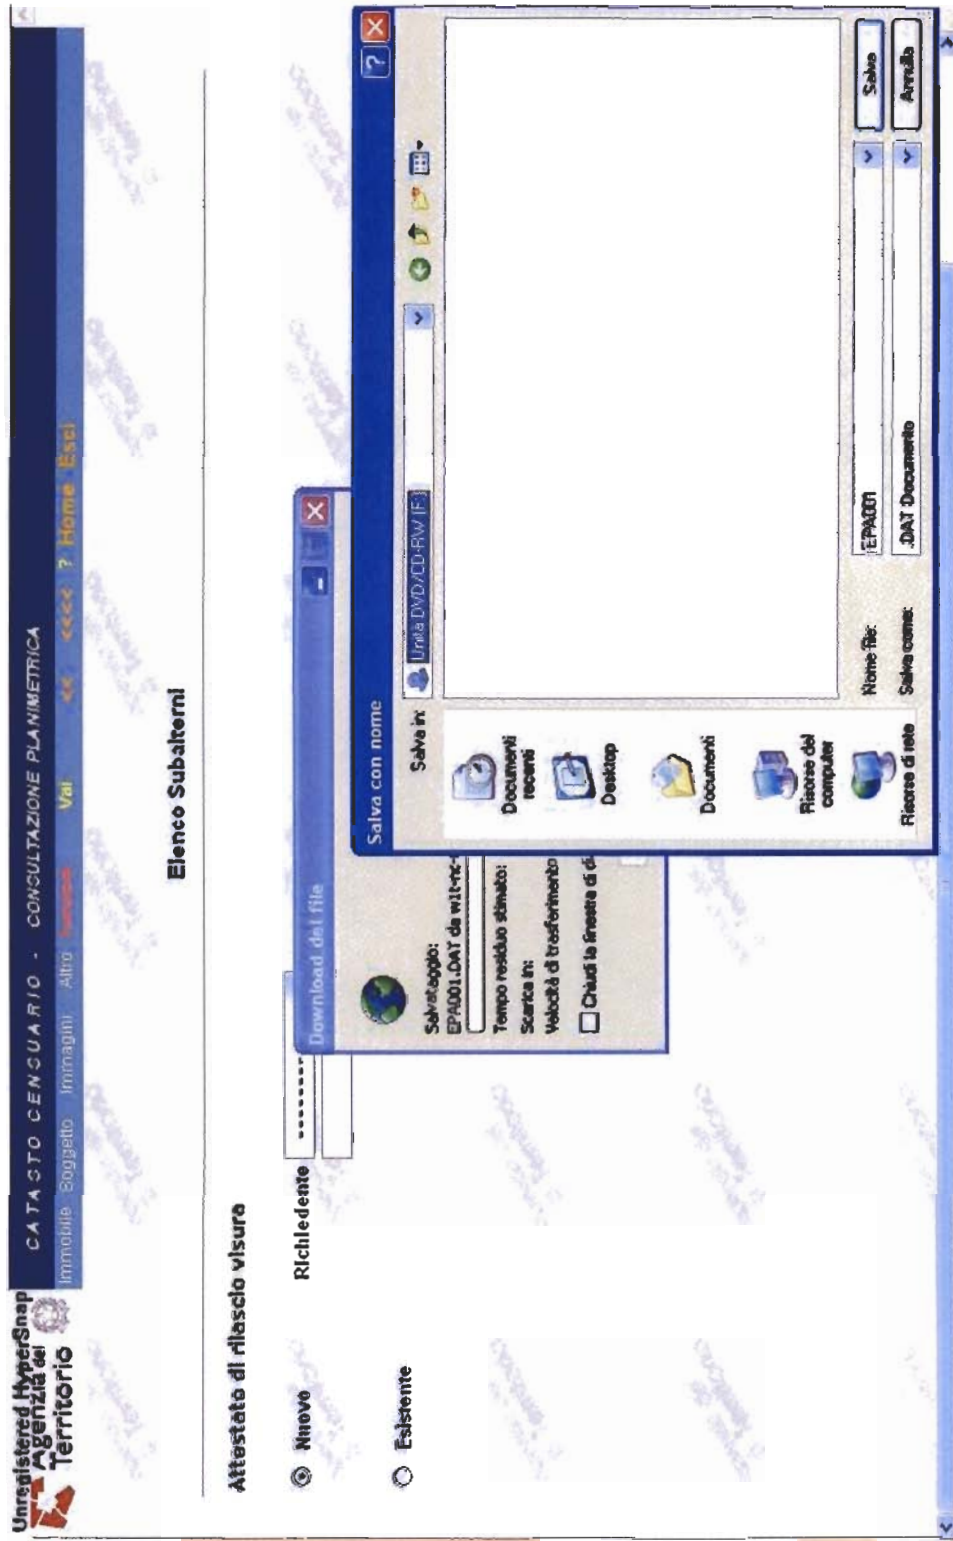 Unregistered HyperSnap
Agenzia del
Territorio
CATASTO CENSUARIO - CONSULTAZIONE PLANIMETRICA
Immobile Soggetto Immagini Altro Vai << <<<< ? Home Esci
Elenco Subalterni
Attestato di rilascio visura
Nuovo
Richiedente
Esistente
Download del file
Salvataggio:
EPA001.DAT da w1t-nc-
Tempo residuo stimato:
Scarica in:
Velocità di trasferimento
Chiudi la finestra di di
Salva con nome
Salva in: Unità DVD/CD-RW (F:)
Documenti
recenti
Desktop
Documenti
Risorse del
computer
Risorse di rete
Nome file: EPA001 Salva
Salva come: .DAT Documento Annulla